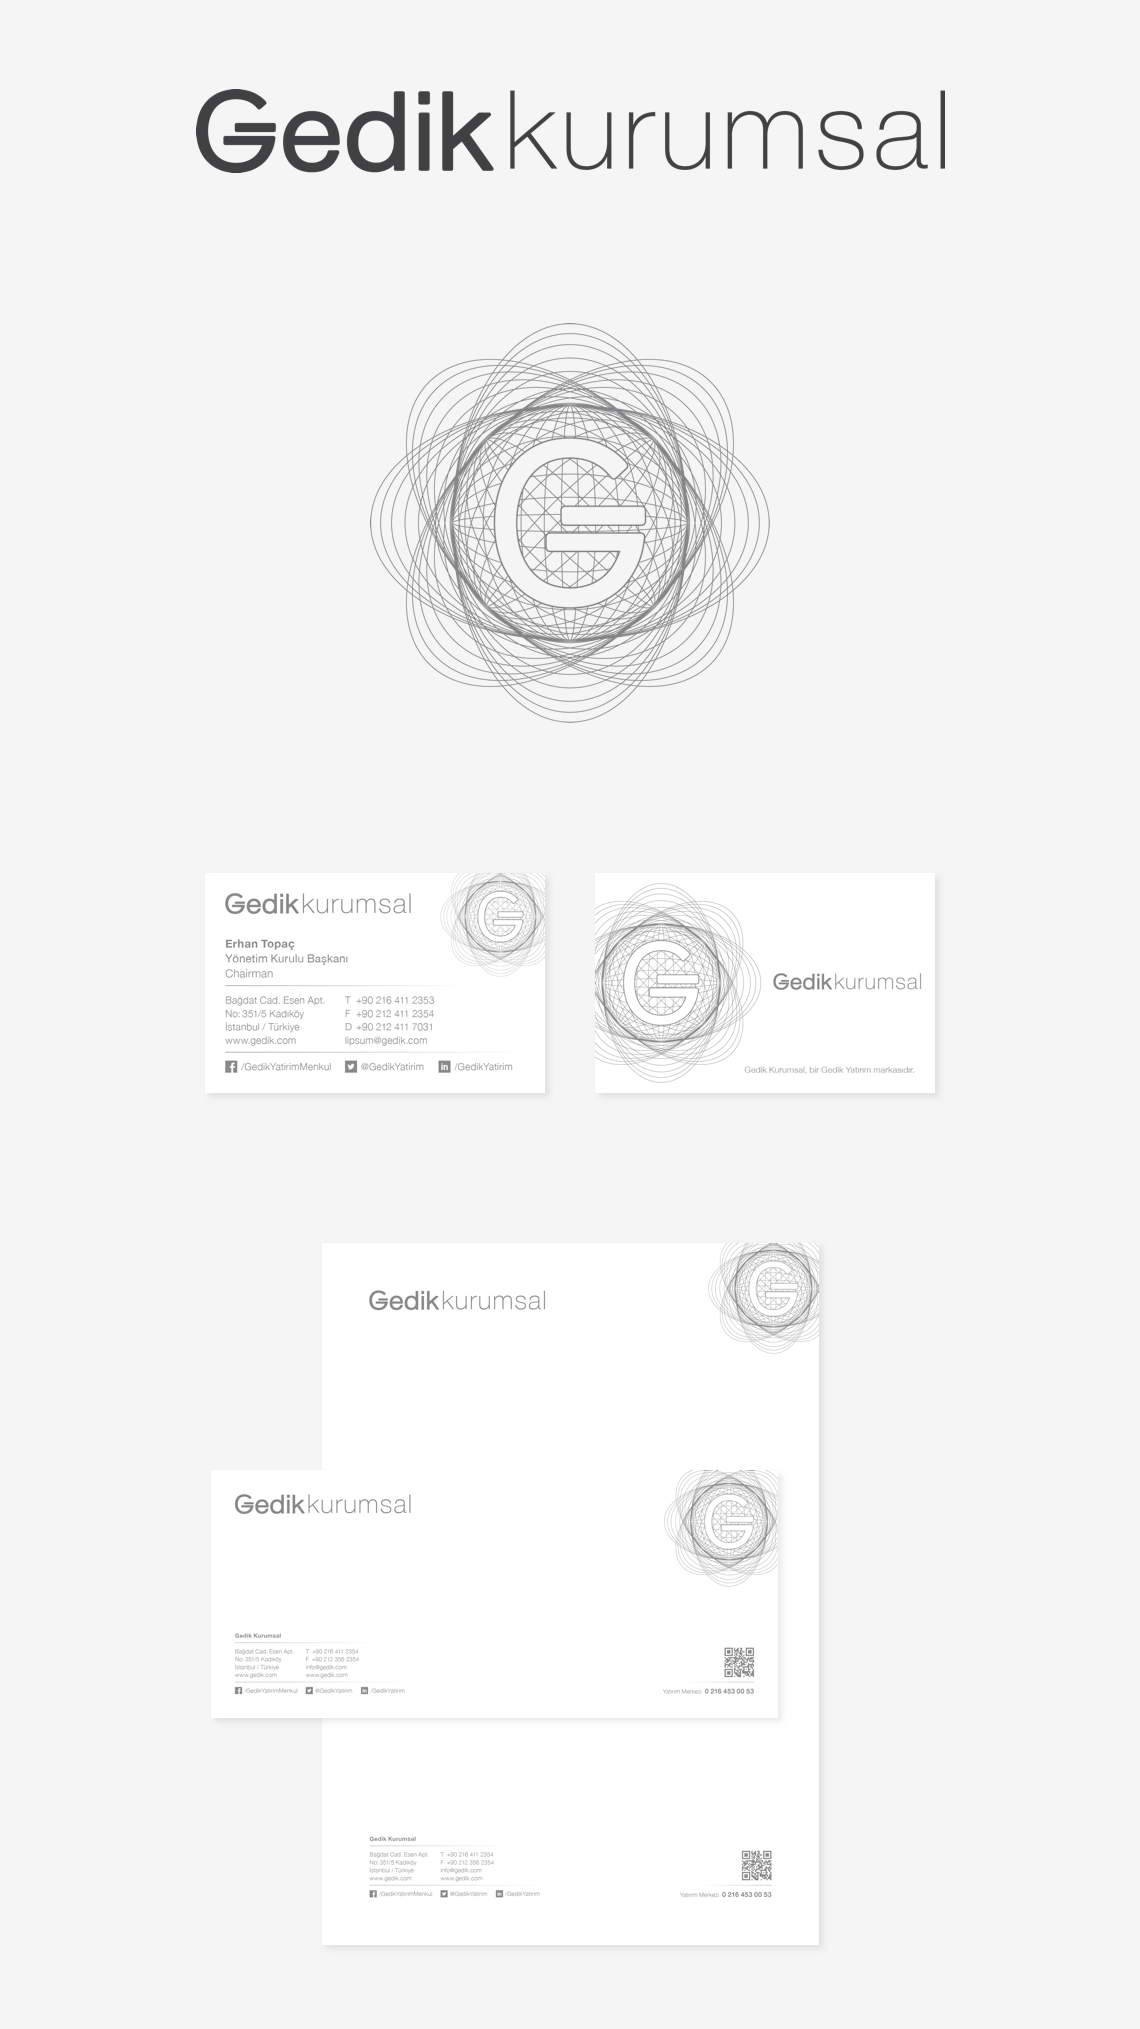 Gedikkurumsal
G
Gedikkurumsal
G
Erhan Topaç
Yönetim Kurulu Başkanı
Chairman
Bağdat Cad. Esen Apt.
No: 351/5 Kadıköy
İstanbul / Türkiye
www.gedik.com
T +90 216 411 2353
F +90 212 411 2354
D +90 212 411 7031
lipsum@gedik.com
/GedikYatirimMenkul @GedikYatirim /GedikYatirim
G
Gedikkurumsal
Gedik Kurumsal, bir Gedik Yatırım markasıdır.
Gedikkurumsal
G
Gedikkurumsal
G
Gedik Kurumsal
Bağdat Cad. Esen Apt.
No: 351/5 Kadıköy
İstanbul / Türkiye
www.gedik.com
T +90 216 411 2354
F +90 212 356 2354
info@gedik.com
www.gedik.com
/GedikYatirimMenkul @GedikYatirim /GedikYatirim
Yatırım Merkezi 0 216 453 00 53
Gedik Kurumsal
Bağdat Cad. Esen Apt.
No: 351/5 Kadıköy
İstanbul / Türkiye
www.gedik.com
T +90 216 411 2354
F +90 212 356 2354
info@gedik.com
www.gedik.com
/GedikYatirimMenkul @GedikYatirim /GedikYatirim
Yatırım Merkezi 0 216 453 00 53